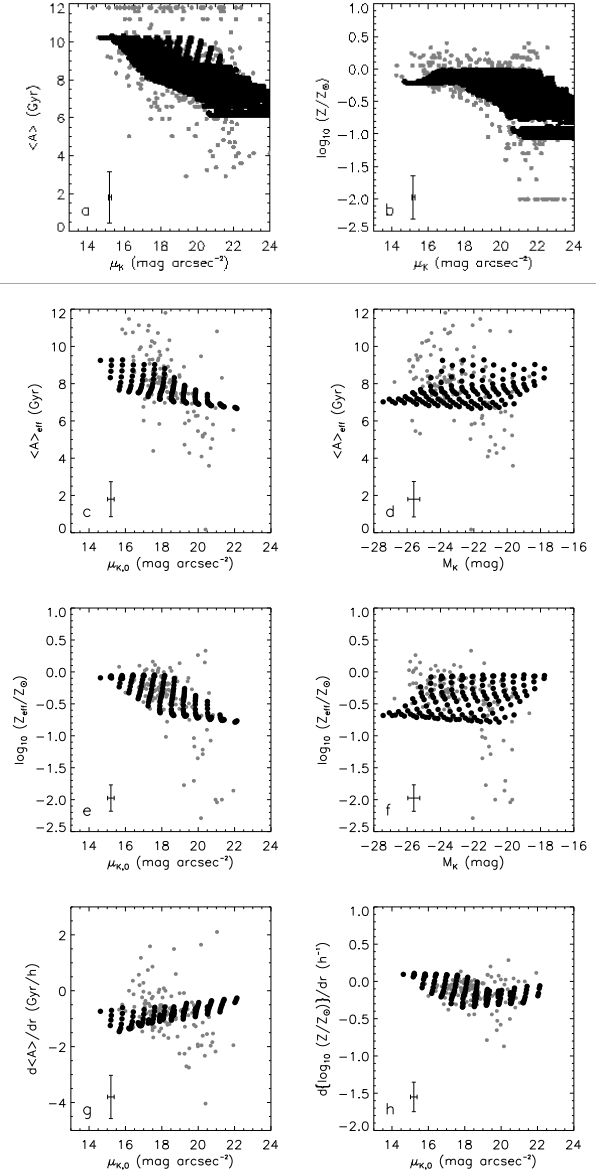 12
10
8
6
4
2
0
<A> (Gyr)
a
14 16 18 20 22 24
μK (mag arcsec⁻²)
1.0
0.5
0.0
−0.5
−1.0
−1.5
−2.0
−2.5
log₁₀ (Z/Z⊙)
b
14 16 18 20 22 24
μK (mag arcsec⁻²)
12
10
8
6
4
2
0
<A>eff (Gyr)
c
14 16 18 20 22 24
μK,0 (mag arcsec⁻²)
12
10
8
6
4
2
0
<A>eff (Gyr)
d
−28 −26 −24 −22 −20 −18 −16
MK (mag)
1.0
0.5
0.0
−0.5
−1.0
−1.5
−2.0
−2.5
log₁₀ (Zeff/Z⊙)
e
14 16 18 20 22 24
μK,0 (mag arcsec⁻²)
1.0
0.5
0.0
−0.5
−1.0
−1.5
−2.0
−2.5
log₁₀ (Zeff/Z⊙)
f
−28 −26 −24 −22 −20 −18 −16
MK (mag)
2
0
−2
−4
d<A>/dr (Gyr/h)
g
14 16 18 20 22 24
μK,0 (mag arcsec⁻²)
1.0
0.5
0.0
−0.5
−1.0
−1.5
−2.0
d{log₁₀ (Z/Z⊙)}/dr (h⁻¹)
h
14 16 18 20 22 24
μK,0 (mag arcsec⁻²)